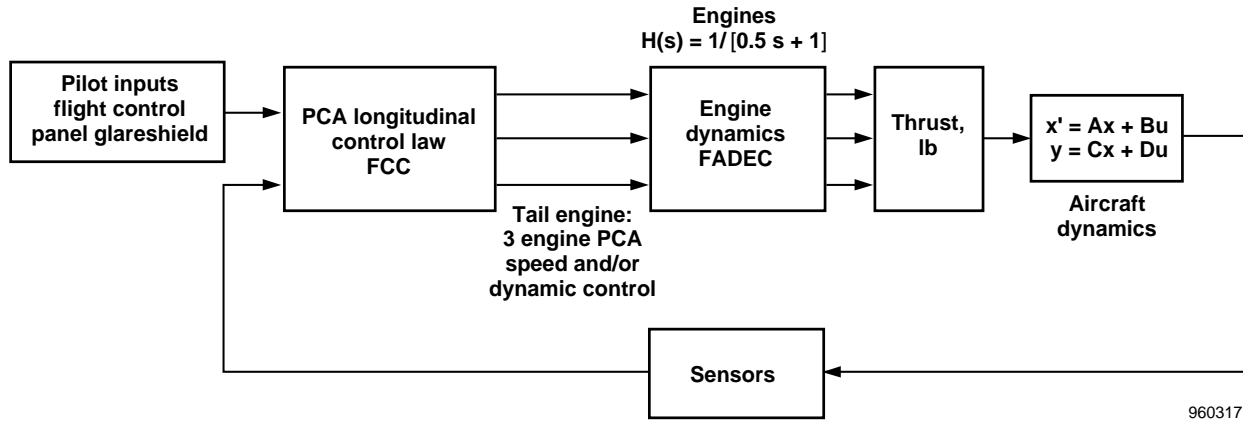 Engines
H(s) = 1/ [0.5 s + 1]
Pilot inputs
flight control
panel glareshield
PCA longitudinal
control law
FCC
Engine
dynamics
FADEC
Thrust,
lb
x' = Ax + Bu
y = Cx + Du
Aircraft
dynamics
Tail engine:
3 engine PCA
speed and/or
dynamic control
Sensors
960317